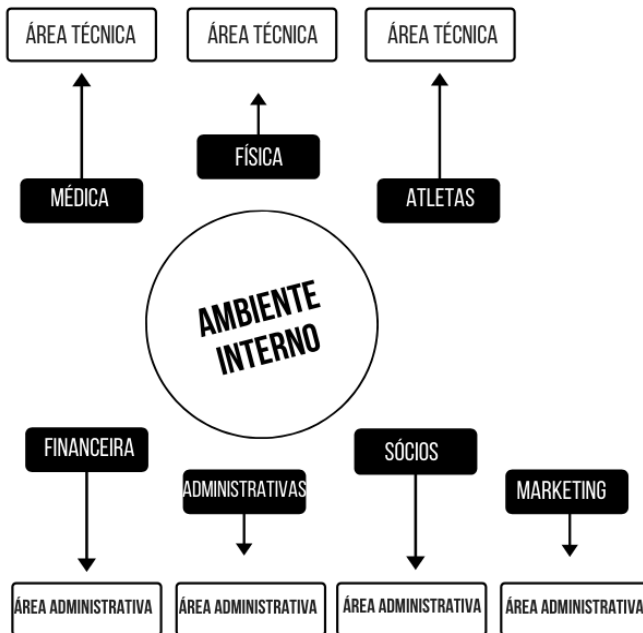 ÁREA TÉCNICA
ÁREA TÉCNICA
ÁREA TÉCNICA
FÍSICA
MÉDICA
ATLETAS
AMBIENTE
INTERNO
FINANCEIRA
SÓCIOS
ADMINISTRATIVAS
MARKETING
ÁREA ADMINISTRATIVA
ÁREA ADMINISTRATIVA
ÁREA ADMINISTRATIVA
ÁREA ADMINISTRATIVA